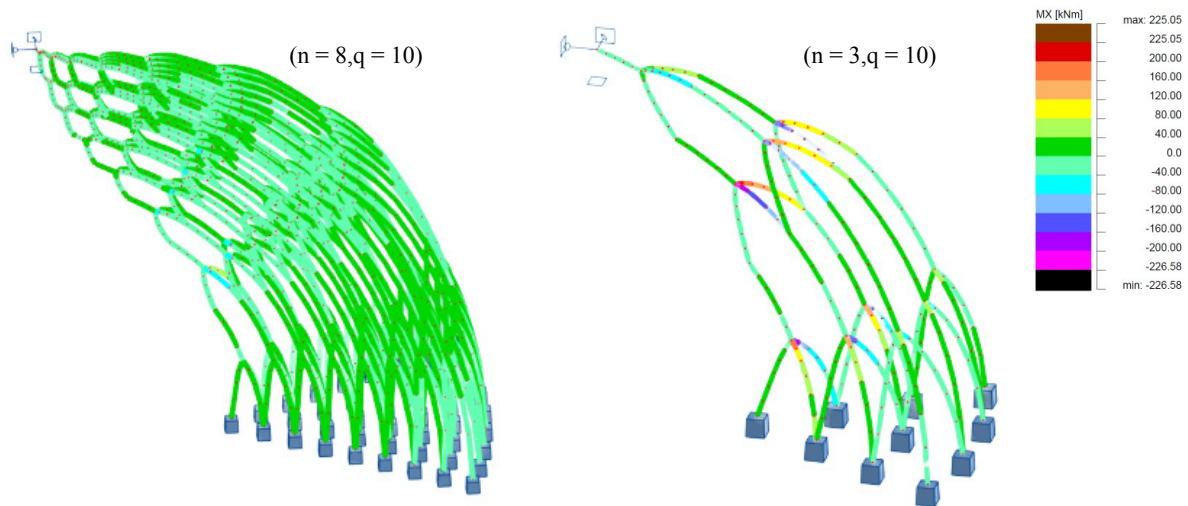 (n = 8,q = 10)
(n = 3,q = 10)
MX [kNm]
max: 225.05
225.05
200.00
160.00
120.00
80.00
40.00
0.0
-40.00
-80.00
-120.00
-160.00
-200.00
-226.58
min: -226.58